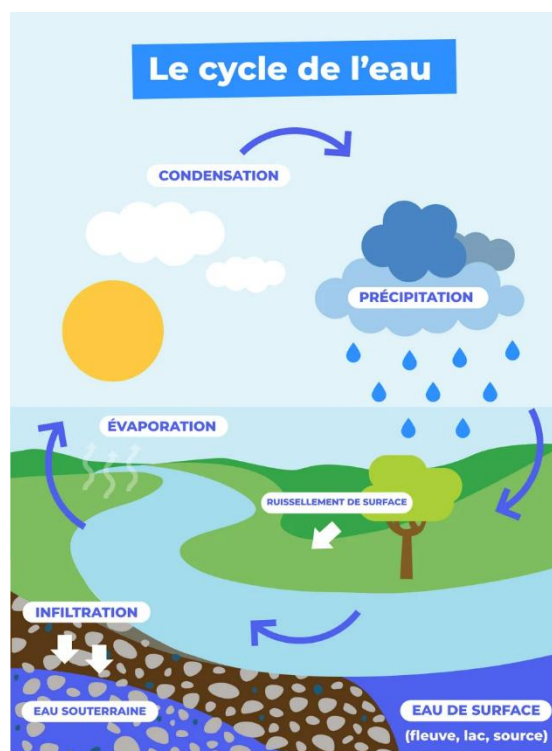 Le cycle de l'eau
CONDENSATION
PRÉCIPITATION
ÉVAPORATION
RUISSELLEMENT DE SURFACE
INFILTRATION
EAU SOUTERRAINE
EAU DE SURFACE
(fleuve, lac, source)